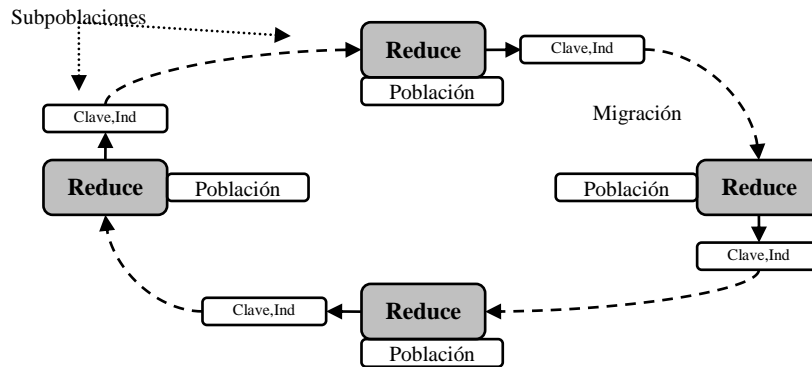 Subpoblaciones
Reduce
Clave,Ind
Población
Clave,Ind
Migración
Reduce
Población
Población
Reduce
Clave,Ind
Reduce
Clave,Ind
Población